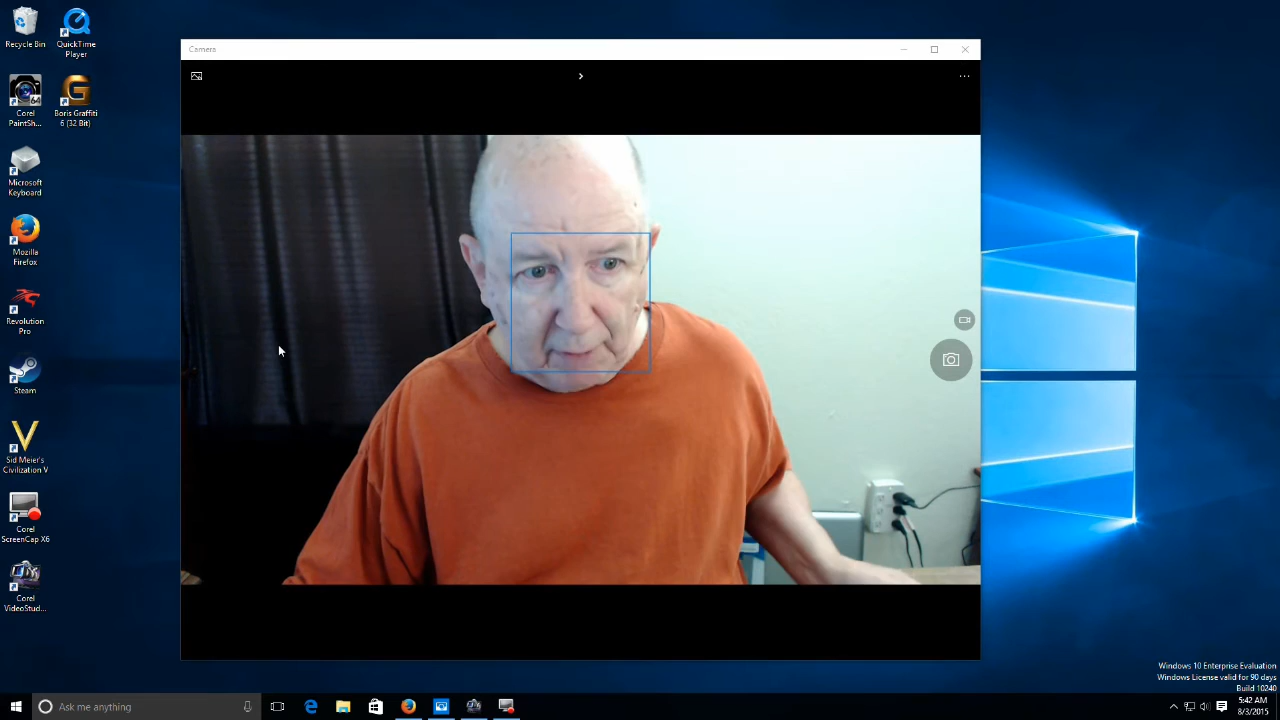 Recycle Bin
QuickTime
Player
64
Corel
PaintSh...
Boris Graffiti
6 (32 Bit)
Microsoft
Keyboard
Mozilla
Firefox
Revolution
Pro
Steam
Sid Meier's
Civilization V
Corel
ScreenCap X6
Corel
VideoStud...
Camera
Windows 10 Enterprise Evaluation
Windows License valid for 90 days
Build 10240
Ask me anything
5:42 AM
8/3/2015